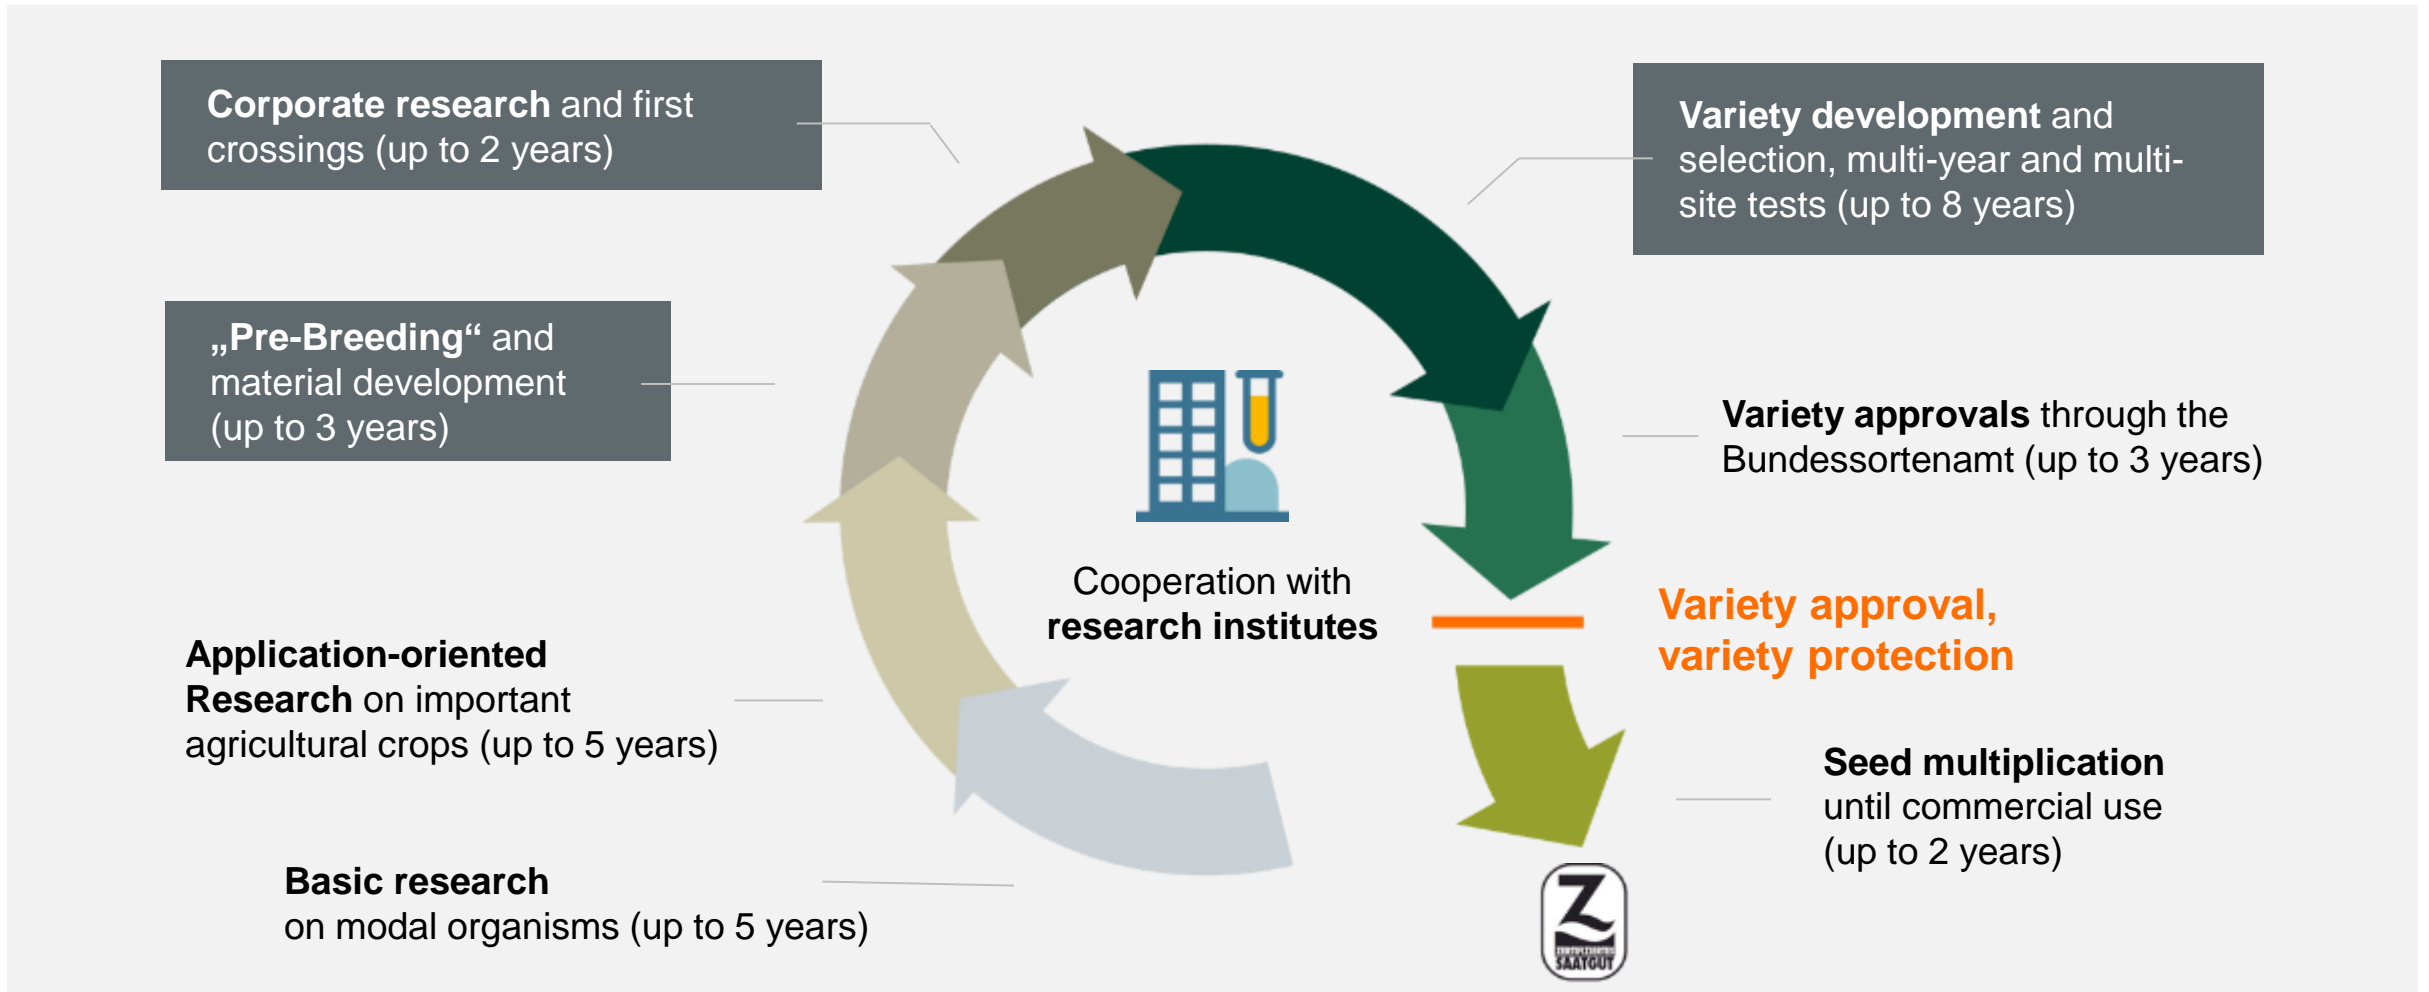 Corporate research and first
crossings (up to 2 years)
Variety development and
selection, multi-year and multi-
site tests (up to 8 years)
„Pre-Breeding“ and
material development
(up to 3 years)
Variety approvals through the
Bundessortenamt (up to 3 years)
Cooperation with
research institutes
Variety approval,
variety protection
Application-oriented
Research on important
agricultural crops (up to 5 years)
Seed multiplication
until commercial use
(up to 2 years)
Basic research
on modal organisms (up to 5 years)
Z
SAATGUT